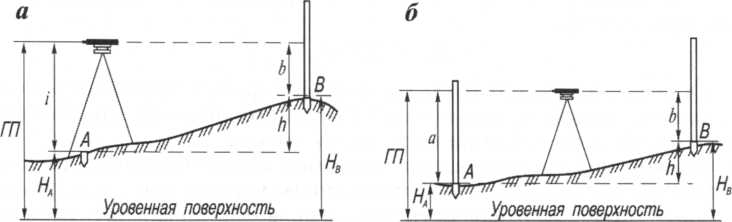 а
ГП
i
A
H_A
b
B
h
H_B
Уровенная поверхность
б
ГП
a
A
H_A
b
B
h
H_B
Уровенная поверхность